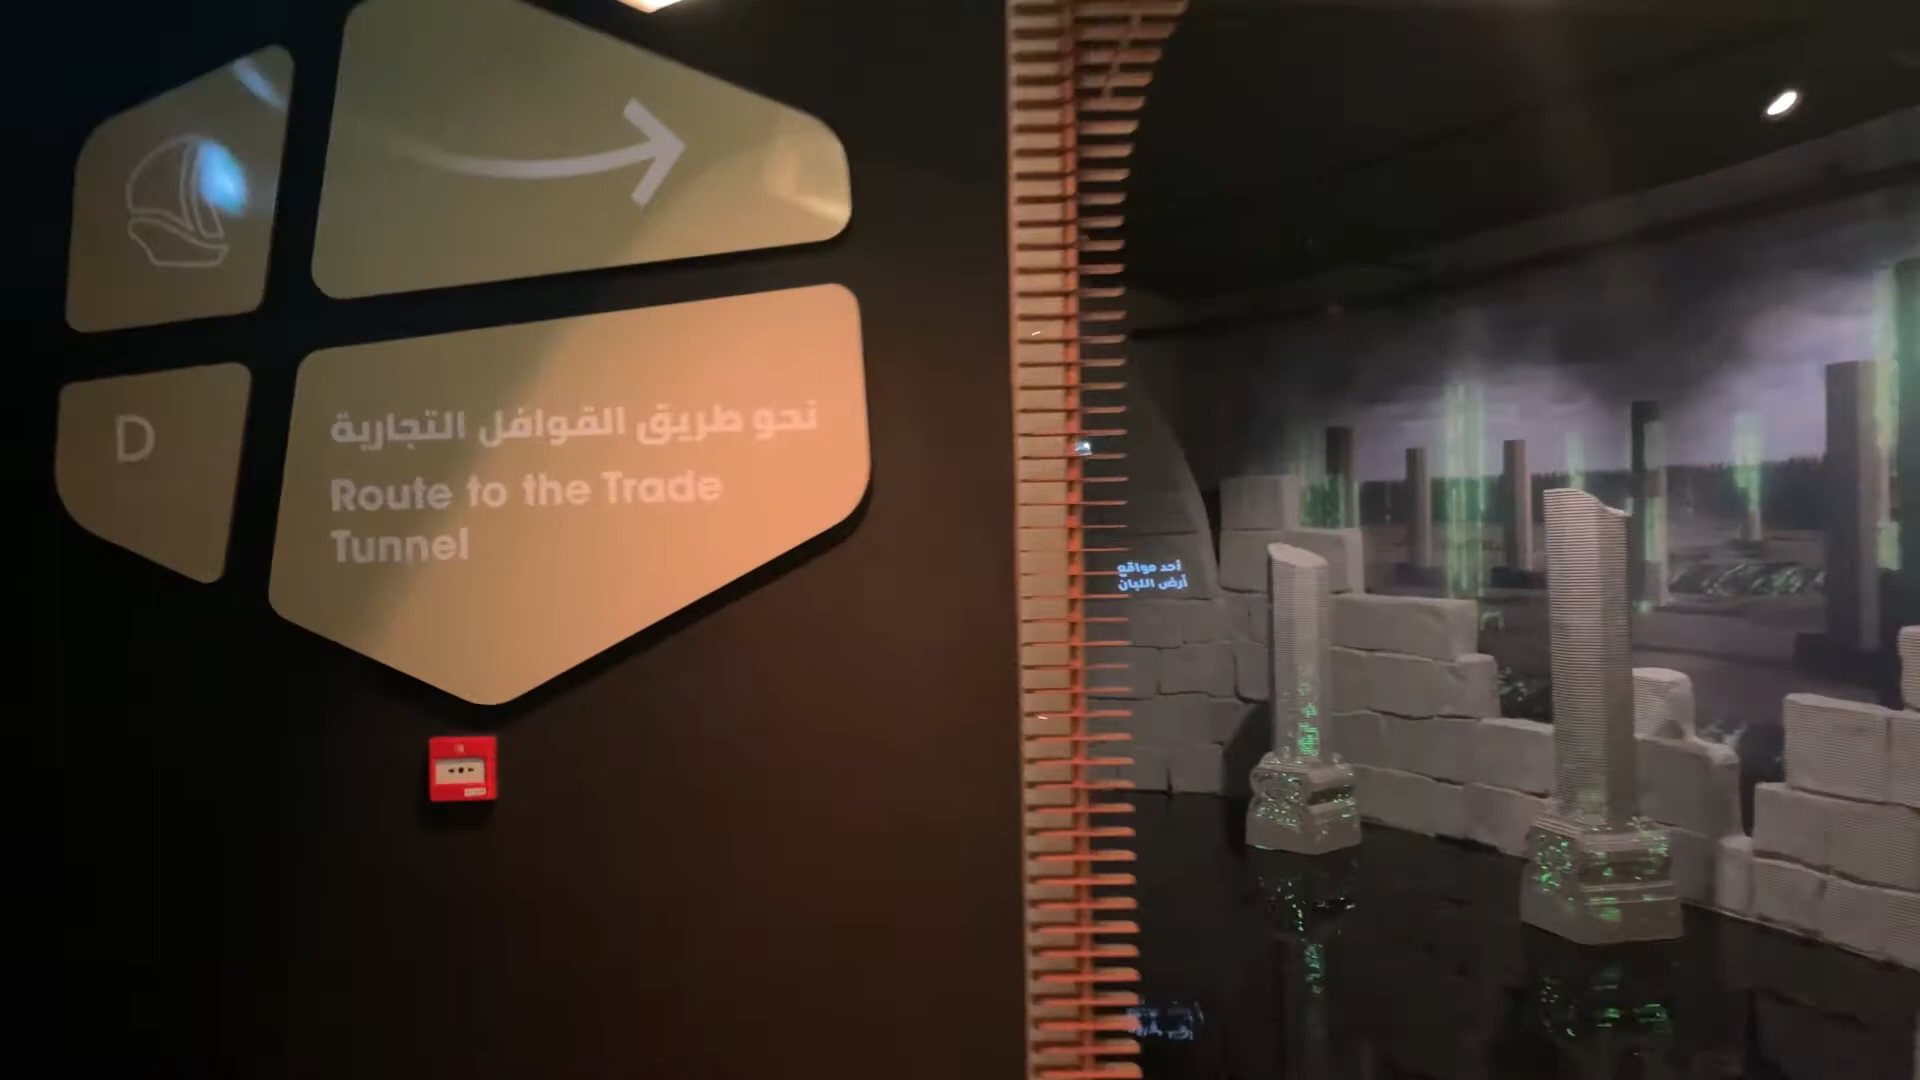 D
نحو طريق القوافل التجارية
Route to the Trade
Tunnel
أحد مواقع
أرض اللبان